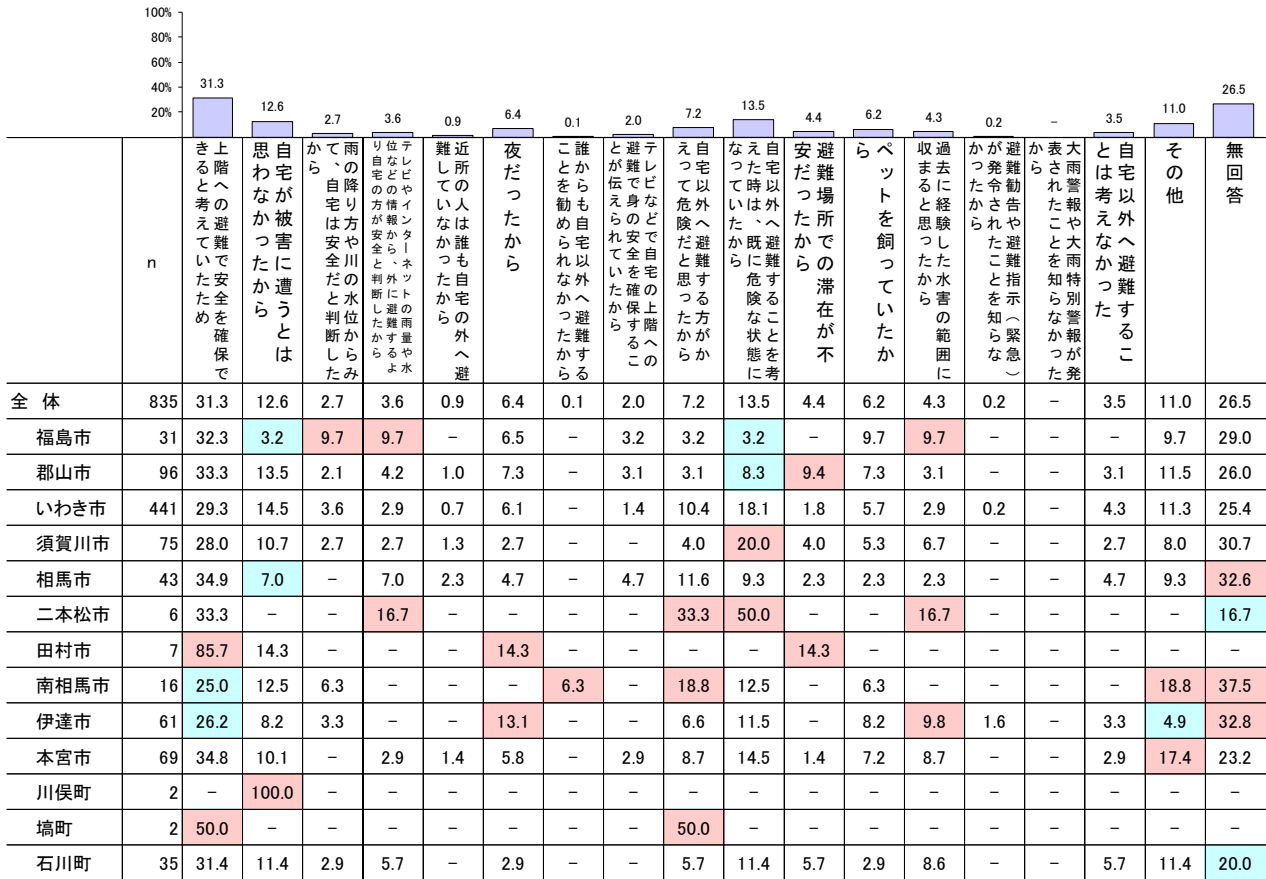 100%
80%
60%
40%
20%
31.3 12.6 2.7 3.6 0.9 6.4 0.1 2.0 7.2 13.5 4.4 6.2 4.3 0.2 － 3.5 11.0 26.5
n
上階への避難で安全を確保で
きると考えていたため
自宅が被害に遭うとは
思わなかったから
雨の降り方や川の水位からみ
て、自宅は安全だと判断した
から
テレビやインターネットの雨量や水
位などの情報から、外に避難するよ
り自宅の方が安全と判断したから
近所の人は誰も自宅の外へ避
難していなかったから
夜だったから
誰からも自宅以外へ避難する
ことを勧められなかったから
テレビなどで自宅の上階への
避難で身の安全を確保するこ
とが伝えられていたから
自宅以外へ避難する方がか
えって危険だと思ったから
自宅以外へ避難することを考
えた時は、既に危険な状態に
なっていたから
避難場所での滞在が不
安だったから
ペットを飼っていたか
ら
過去に経験した水害の範囲に
収まると思ったから
避難勧告や避難指示（緊急）
が発令されたことを知らな
かったから
大雨警報や大雨特別警報が発
表されたことを知らなかった
から
自宅以外へ避難するこ
とは考えなかった
その他
無回答
全 体 835 31.3 12.6 2.7 3.6 0.9 6.4 0.1 2.0 7.2 13.5 4.4 6.2 4.3 0.2 － 3.5 11.0 26.5
福島市 31 32.3 3.2 9.7 9.7 － 6.5 － 3.2 3.2 3.2 － 9.7 9.7 － － － 9.7 29.0
郡山市 96 33.3 13.5 2.1 4.2 1.0 7.3 － 3.1 3.1 8.3 9.4 7.3 3.1 － － 3.1 11.5 26.0
いわき市 441 29.3 14.5 3.6 2.9 0.7 6.1 － 1.4 10.4 18.1 1.8 5.7 2.9 0.2 － 4.3 11.3 25.4
須賀川市 75 28.0 10.7 2.7 2.7 1.3 2.7 － － 4.0 20.0 4.0 5.3 6.7 － － 2.7 8.0 30.7
相馬市 43 34.9 7.0 － 7.0 2.3 4.7 － 4.7 11.6 9.3 2.3 2.3 2.3 － － 4.7 9.3 32.6
二本松市 6 33.3 － － 16.7 － － － － 33.3 50.0 － － 16.7 － － － － 16.7
田村市 7 85.7 14.3 － － － 14.3 － － － － 14.3 － － － － － － －
南相馬市 16 25.0 12.5 6.3 － － － 6.3 － 18.8 12.5 － 6.3 － － － － 18.8 37.5
伊達市 61 26.2 8.2 3.3 － － 13.1 － － 6.6 11.5 － 8.2 9.8 1.6 － 3.3 4.9 32.8
本宮市 69 34.8 10.1 － 2.9 1.4 5.8 － 2.9 8.7 14.5 1.4 7.2 8.7 － － 2.9 17.4 23.2
川俣町 2 － 100.0 － － － － － － － － － － － － － － － －
塙町 2 50.0 － － － － － － － 50.0 － － － － － － － － －
石川町 35 31.4 11.4 2.9 5.7 － 2.9 － － 5.7 11.4 5.7 2.9 8.6 － － 5.7 11.4 20.0